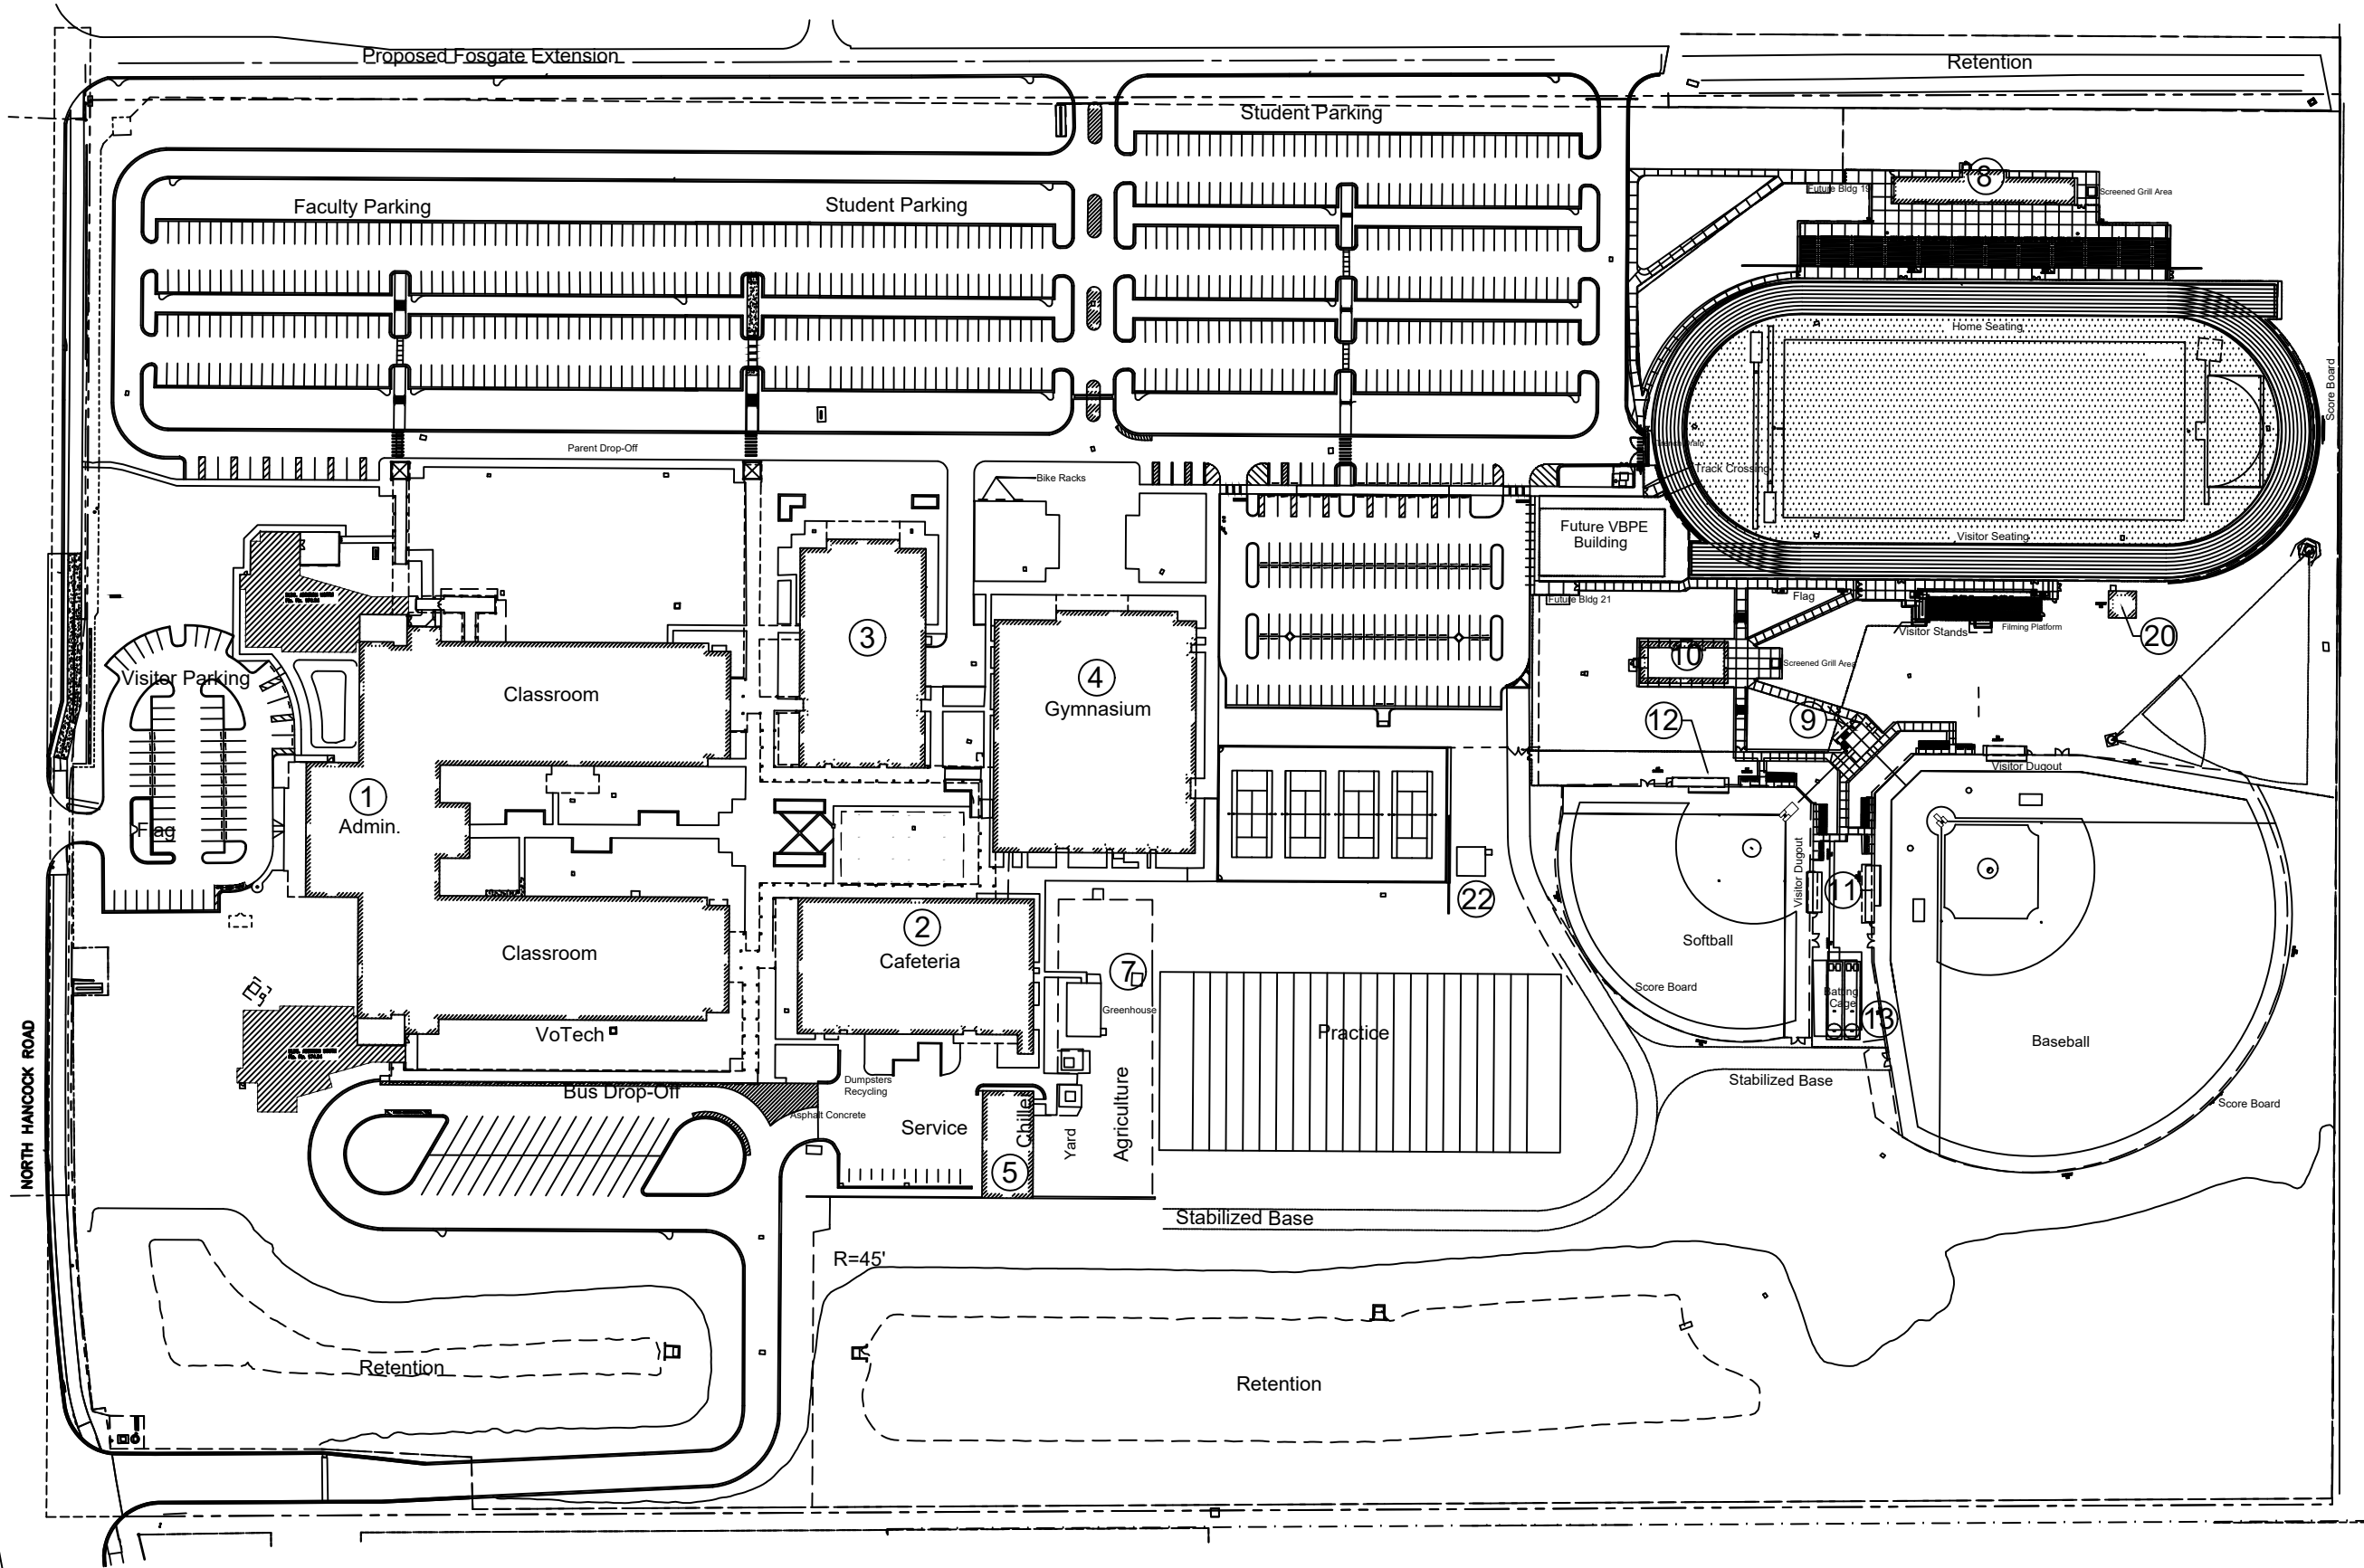 Proposed Fosgate Extension
Retention
Student Parking
8
Future Bldg 19
Screened Grill Area
Faculty Parking
Student Parking
Home Seating
Score Board
Parent Drop-Off
Track Crossing
Bike Racks
Future VBPE
Building
Visitor Seating
Future Bldg 21
Flag
Visitor Stands
Filming Platform
20
3
10
Screened Grill Area
Visitor Parking
Classroom
4
Gymnasium
12
9
Visitor Dugout
1
Admin.
Flag
Visitor Dugout
11
22
2
Cafeteria
Classroom
Softball
7
Score Board
Batting
Cage
13
Greenhouse
VoTech
Practice
Baseball
Dumpsters
Recycling
Stabilized Base
Bus Drop-Off
Asphalt Concrete
Score Board
Service
Chiller
Yard
Agriculture
5
NORTH HANCOCK ROAD
Stabilized Base
R=45'
Retention
Retention